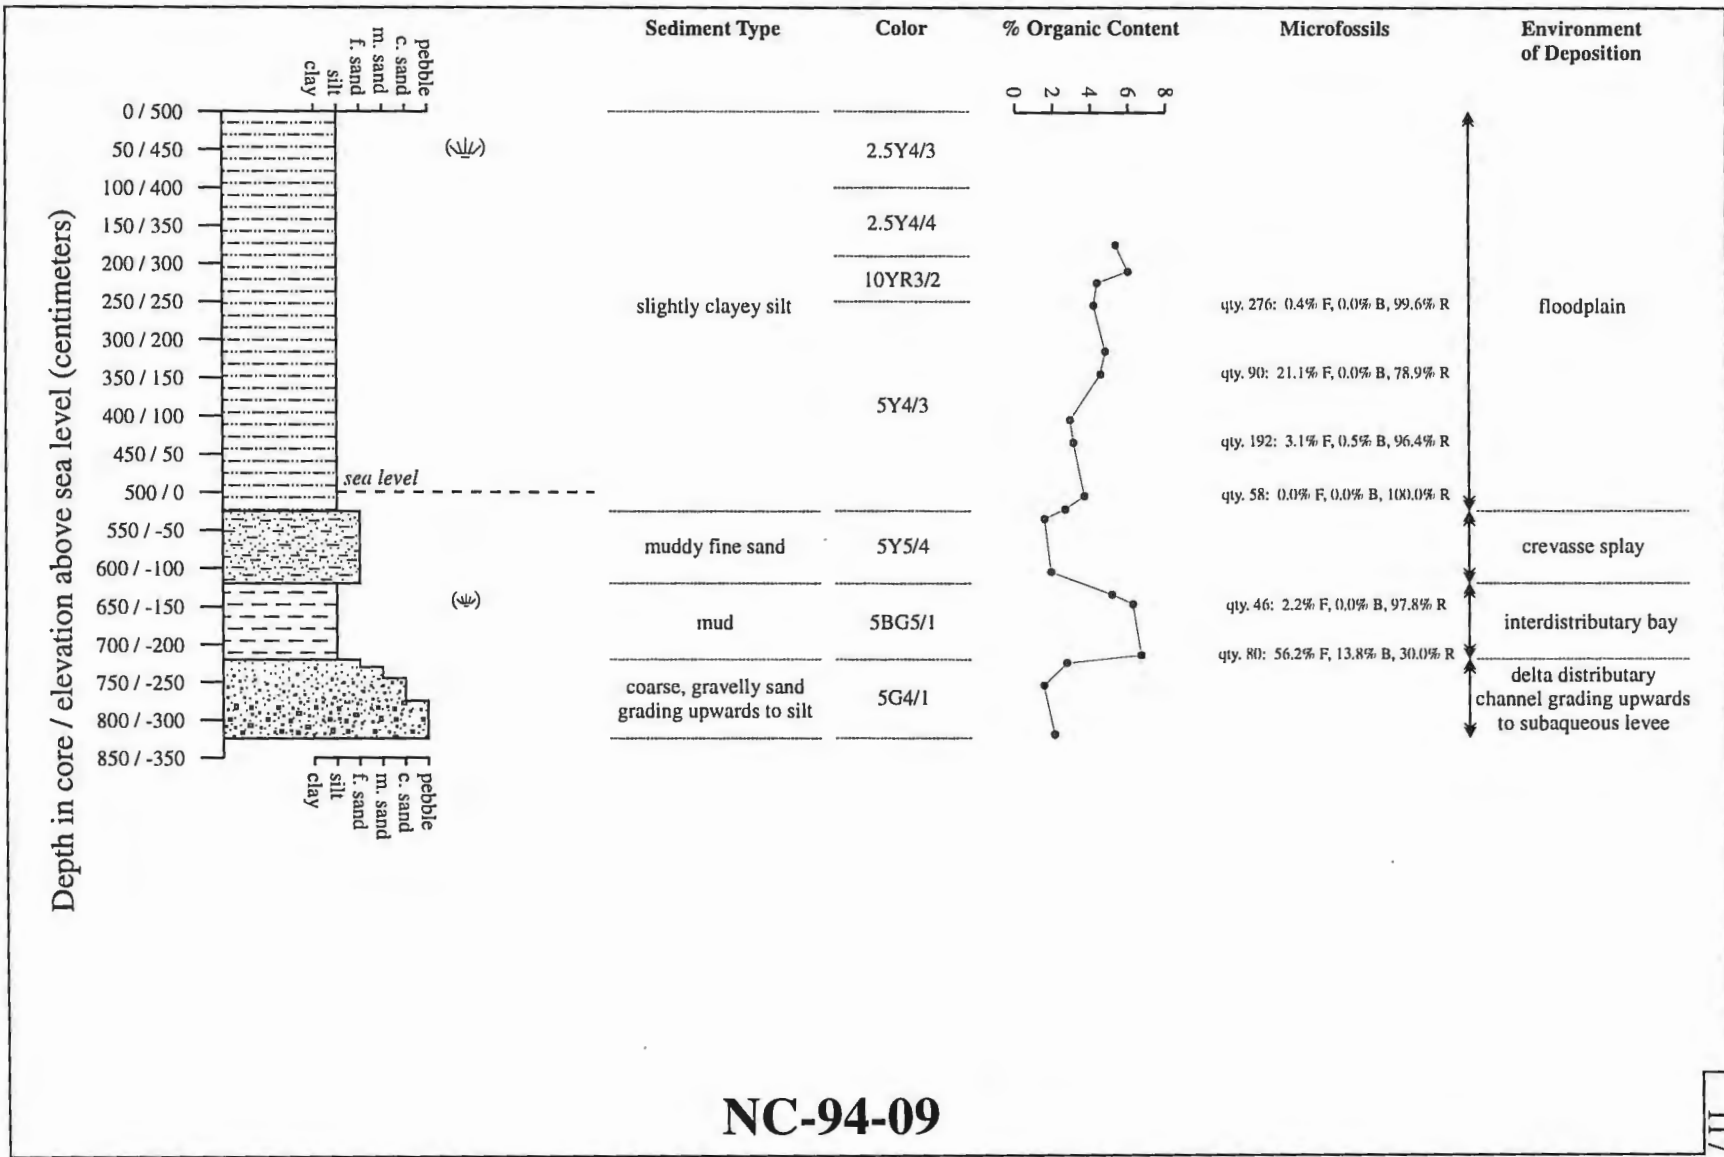 Sediment Type
Color
% Organic Content
Microfossils
Environment
of Deposition
clay
silt
f. sand
m. sand
c. sand
pebble
0
2
4
6
8
Depth in core / elevation above sea level (centimeters)
0 / 500
50 / 450
100 / 400
150 / 350
200 / 300
250 / 250
300 / 200
350 / 150
400 / 100
450 / 50
500 / 0
550 / -50
600 / -100
650 / -150
700 / -200
750 / -250
800 / -300
850 / -350
sea level
clay
silt
f. sand
m. sand
c. sand
pebble
slightly clayey silt
muddy fine sand
mud
coarse, gravelly sand
grading upwards to silt
2.5Y4/3
2.5Y4/4
10YR3/2
5Y4/3
5Y5/4
5BG5/1
5G4/1
qty. 276: 0.4% F, 0.0% B, 99.6% R
qty. 90: 21.1% F, 0.0% B, 78.9% R
qty. 192: 3.1% F, 0.5% B, 96.4% R
qty. 58: 0.0% F, 0.0% B, 100.0% R
qty. 46: 2.2% F, 0.0% B, 97.8% R
qty. 80: 56.2% F, 13.8% B, 30.0% R
floodplain
crevasse splay
interdistributary bay
delta distributary
channel grading upwards
to subaqueous levee
NC-94-09
117